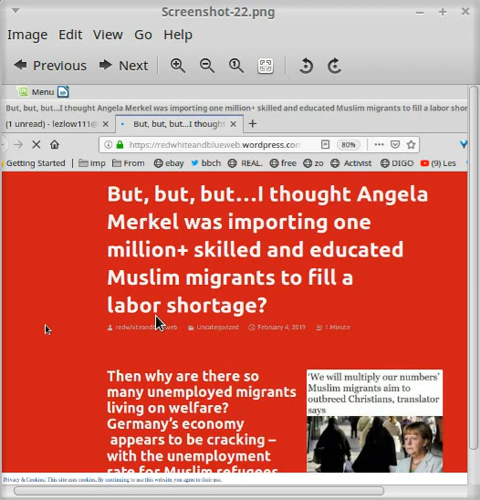 Screenshot-22.png
Image Edit View Go Help
Previous Next
Menu
But, but, but...I thought Angela Merkel was importing one million+ skilled and educated Muslim migrants to fill a labor shor
(1 unread) - lezlow111@ × But, but, but...I thought ×
https://redwhiteandblueweb.wordpress.com 80%
Getting Started imp From ebay bbch REAL. free zo Activist DIGO (9) Les
But, but, but...I thought Angela
Merkel was importing one
million+ skilled and educated
Muslim migrants to fill a
labor shortage?
redwhiteandblueweb Uncategorized February 4, 2019 1 Minute
Then why are there so
many unemployed migrants
living on welfare?
Germany's economy
appears to be cracking –
with the unemployment
rate for Muslim refugees
'We will multiply our numbers'
Muslim migrants aim to
outbreed Christians, translator
says
Privacy & Cookies: This site uses cookies. By continuing to use this website, you agree to their use.